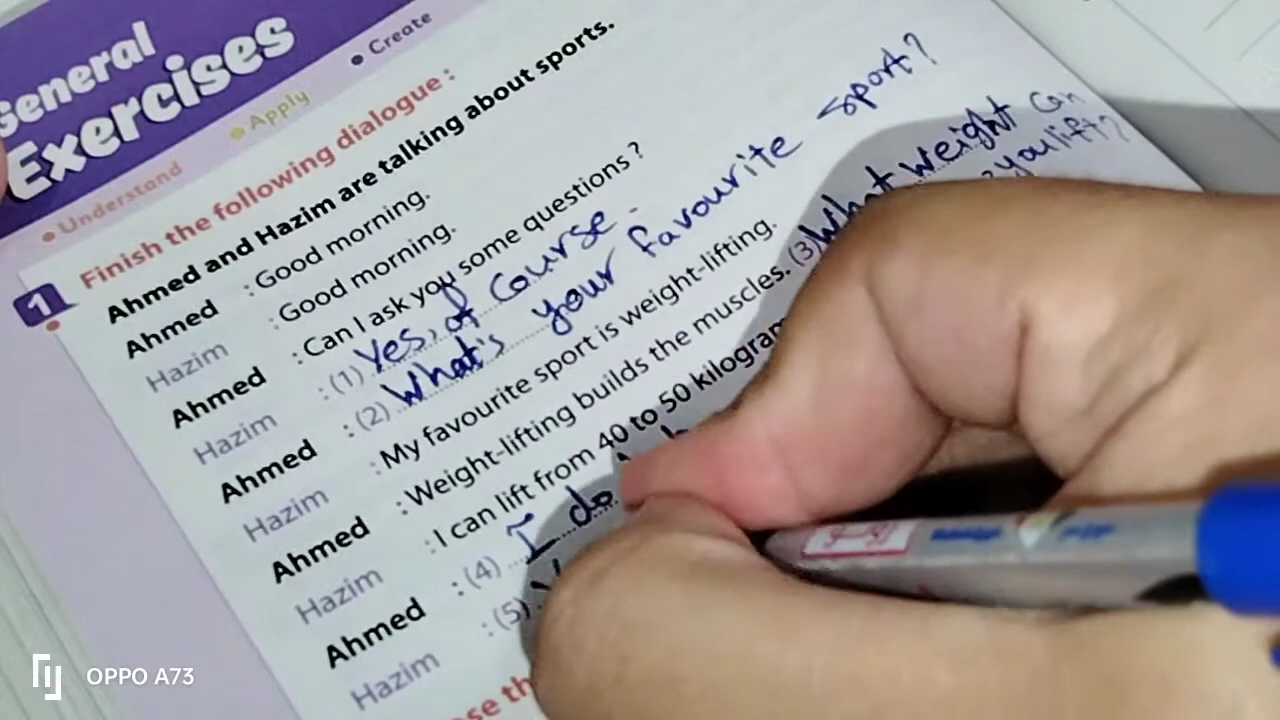 General
Exercises
• Understand • Apply • Create
1 Finish the following dialogue :
Ahmed and Hazim are talking about sports.
Ahmed : Good morning.
Hazim : Good morning.
Ahmed : Can I ask you some questions ?
Hazim : (1) Yes, of course.
Ahmed : (2) What's your favourite sport?
Hazim : My favourite sport is weight-lifting.
Ahmed : Weight-lifting builds the muscles. (3) What weight can
you lift?
Hazim : I can lift from 40 to 50
Ahmed : (4) I do
Hazim : (5)
OPPO A73